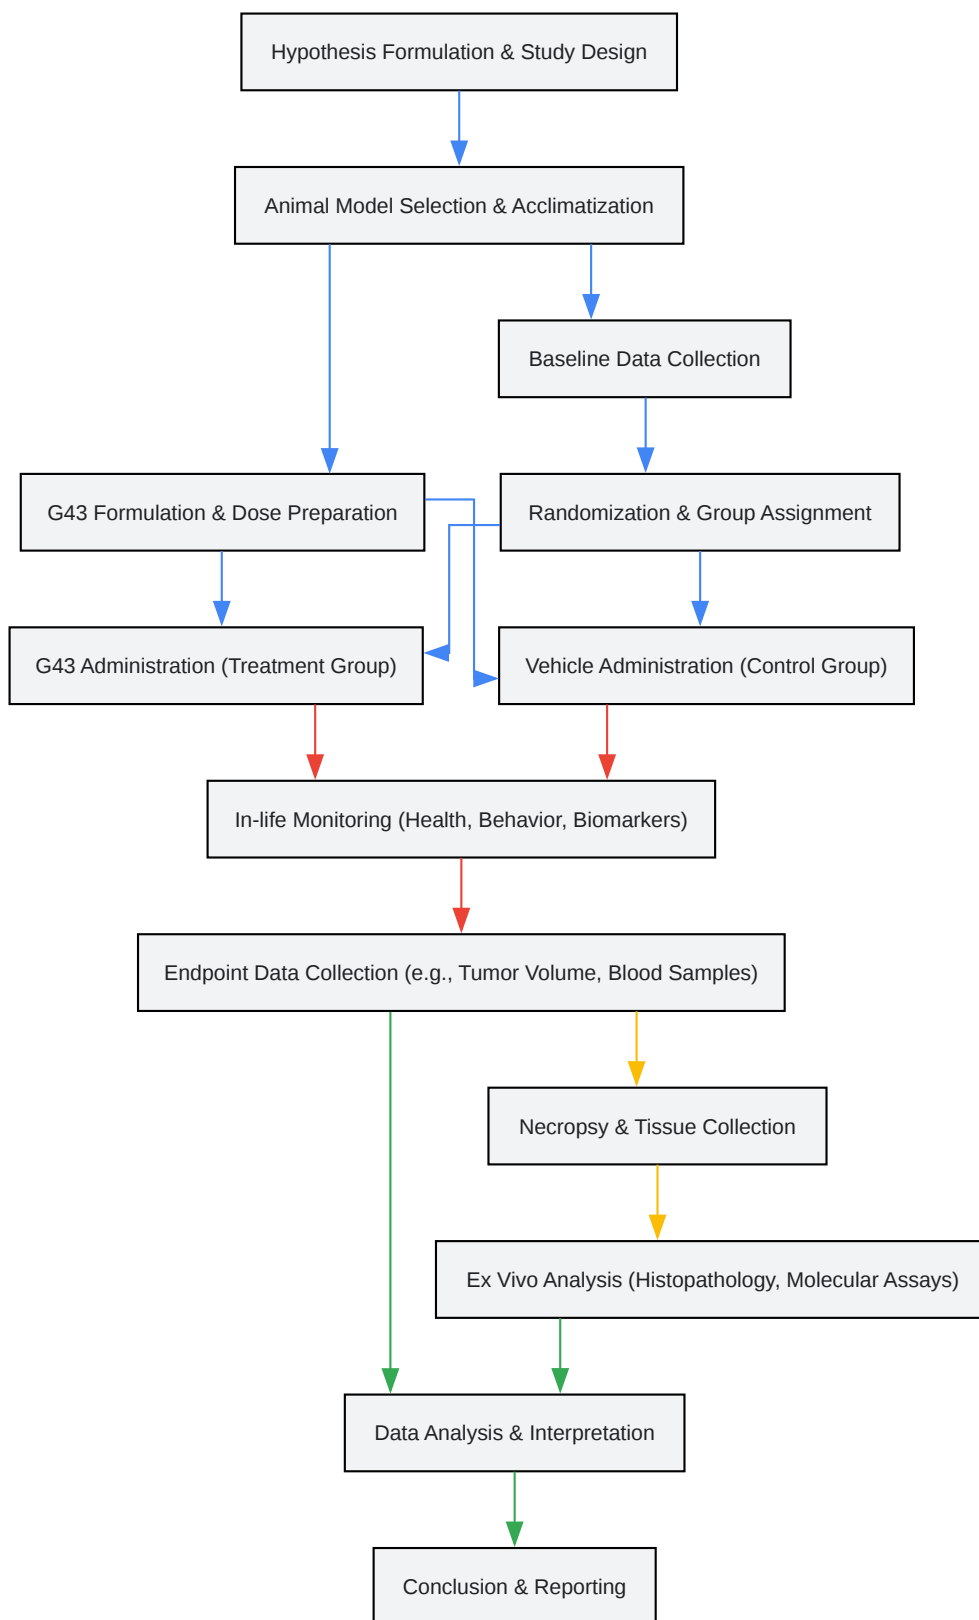 Hypothesis Formulation & Study Design
Animal Model Selection & Acclimatization
Baseline Data Collection
G43 Formulation & Dose Preparation
Randomization & Group Assignment
G43 Administration (Treatment Group)
Vehicle Administration (Control Group)
In-life Monitoring (Health, Behavior, Biomarkers)
Endpoint Data Collection (e.g., Tumor Volume, Blood Samples)
Necropsy & Tissue Collection
Ex Vivo Analysis (Histopathology, Molecular Assays)
Data Analysis & Interpretation
Conclusion & Reporting